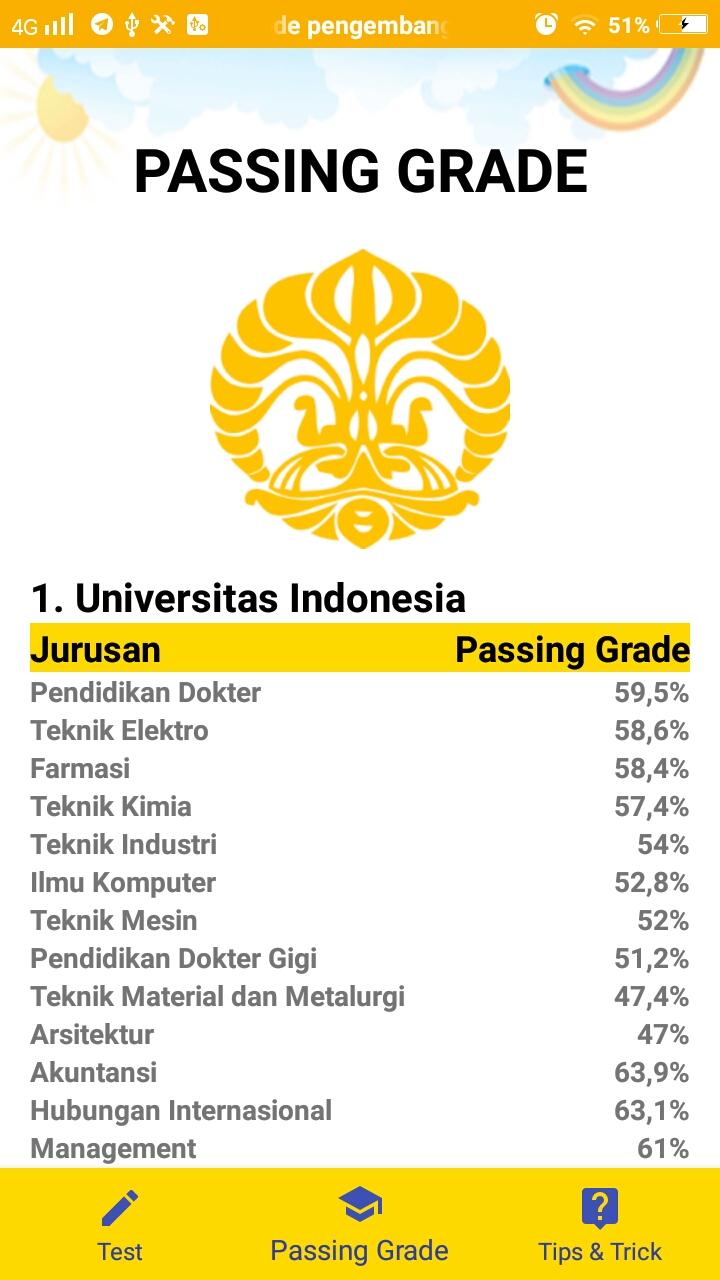 4G de pengembang 51%
PASSING GRADE
1. Universitas Indonesia
Jurusan Passing Grade
Pendidikan Dokter 59,5%
Teknik Elektro 58,6%
Farmasi 58,4%
Teknik Kimia 57,4%
Teknik Industri 54%
Ilmu Komputer 52,8%
Teknik Mesin 52%
Pendidikan Dokter Gigi 51,2%
Teknik Material dan Metalurgi 47,4%
Arsitektur 47%
Akuntansi 63,9%
Hubungan Internasional 63,1%
Management 61%
Test Passing Grade Tips & Trick